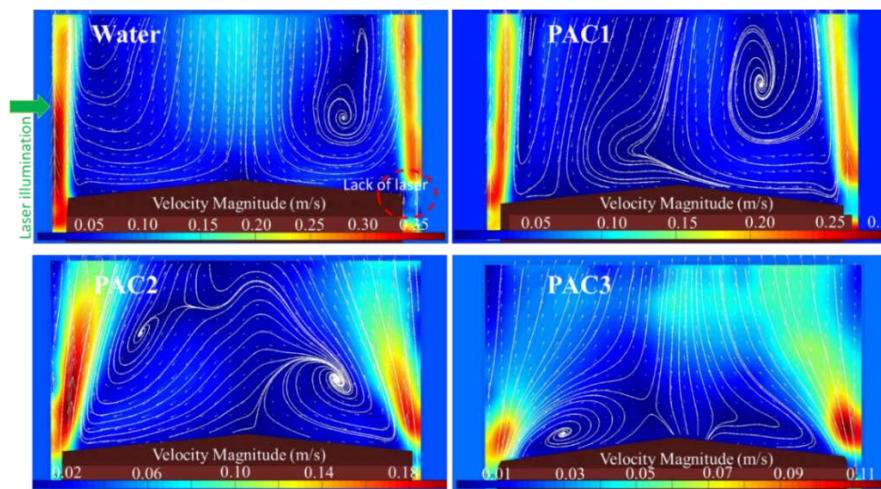 Water
Laser illumination
Lack of laser
Velocity Magnitude (m/s)
0.05 0.10 0.15 0.20 0.25 0.30 0.35
PAC1
Velocity Magnitude (m/s)
0.05 0.10 0.15 0.20 0.25
PAC2
Velocity Magnitude (m/s)
0.02 0.06 0.10 0.14 0.18
PAC3
Velocity Magnitude (m/s)
0.01 0.03 0.05 0.07 0.09 0.11